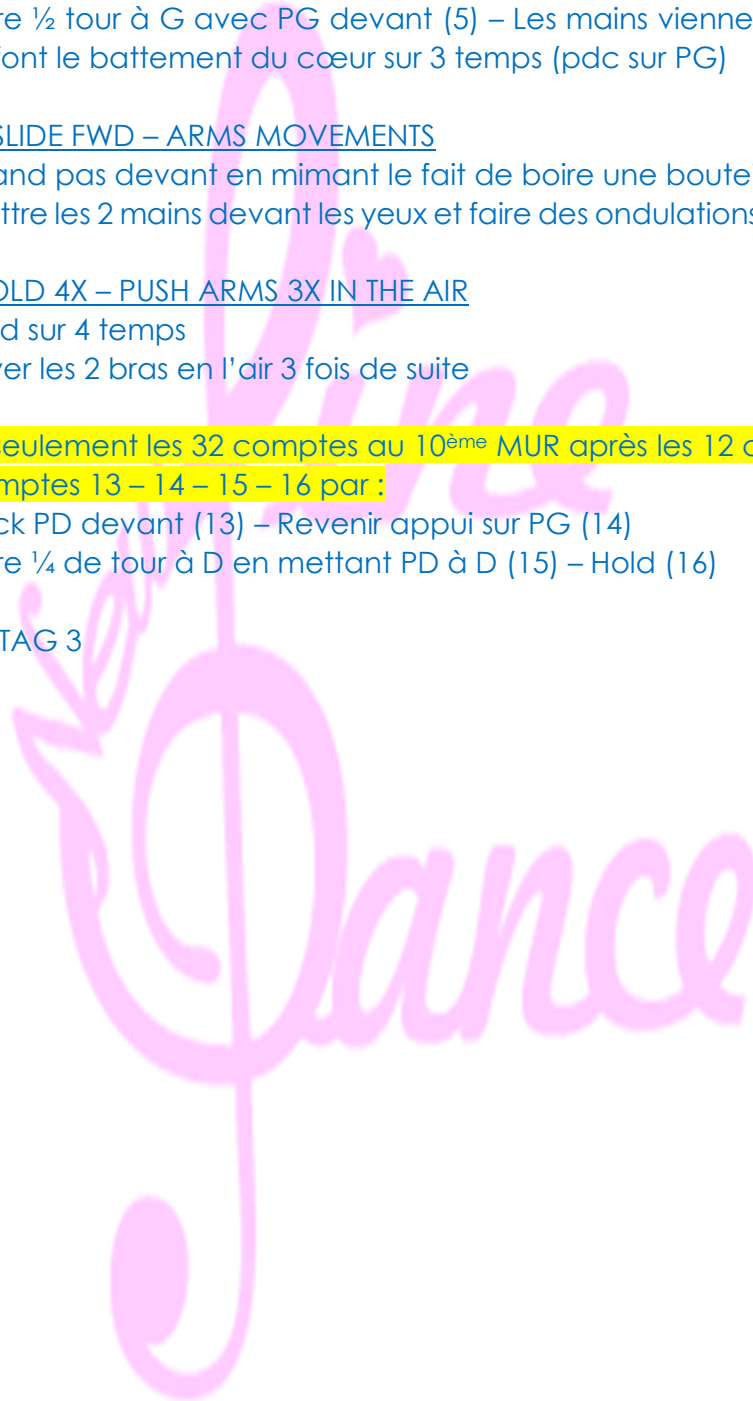 re ½ tour à G avec PG devant (5) – Les mains vienne
font le battement du cœur sur 3 temps (pdc sur PG)
SLIDE FWD – ARMS MOVEMENTS
and pas devant en mimant le fait de boire une boute
ttre les 2 mains devant les yeux et faire des ondulations
OLD 4X – PUSH ARMS 3X IN THE AIR
d sur 4 temps
ver les 2 bras en l’air 3 fois de suite
seulement les 32 comptes au 10ème MUR après les 12 c
mptes 13 – 14 – 15 – 16 par :
ck PD devant (13) – Revenir appui sur PG (14)
re ¼ de tour à D en mettant PD à D (15) – Hold (16)
TAG 3
Line
Dance